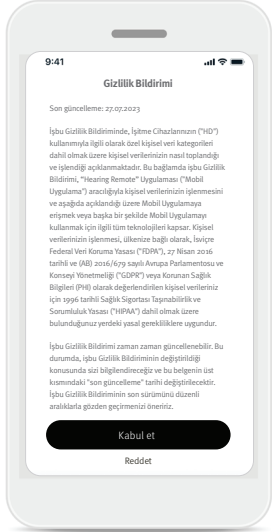 9:41
Gizlilik Bildirimi
Son güncelleme: 27.07.2023
İşbu Gizlilik Bildiriminde, İşitme Cihazlarınızın ("HD")
kullanımıyla ilgili olarak özel kişisel veri kategorileri
dahil olmak üzere kişisel verilerinizin nasıl toplandığı
ve işlendiği açıklanmaktadır. Bu bağlamda işbu Gizlilik
Bildirimi, "Hearing Remote" Uygulaması ("Mobil
Uygulama") aracılığıyla kişisel verilerinizin işlenmesini
ve aşağıda açıklandığı üzere Mobil Uygulamaya
erişmek veya başka bir şekilde Mobil Uygulamayı
kullanmak için ilgili tüm teknolojileri kapsar. Kişisel
verilerinizin işlenmesi, ülkenize bağlı olarak, İsviçre
Federal Veri Koruma Yasası ("FDPA"), 27 Nisan 2016
tarihli ve (AB) 2016/679 sayılı Avrupa Parlamentosu ve
Konseyi Yönetmeliği ("GDPR") veya Korunan Sağlık
Bilgileri (PHI) olarak değerlendirilen kişisel verileriniz
için 1996 tarihli Sağlık Sigortası Taşınabilirlik ve
Sorumluluk Yasası ("HIPAA") dahil olmak üzere
bulunduğunuz yerdeki yasal gerekliliklere uygundur.
İşbu Gizlilik Bildirimi zaman zaman güncellenebilir. Bu
durumda, işbu Gizlilik Bildiriminin değiştirildiği
konusunda sizi bilgilendireceğiz ve bu belgenin üst
kısmındaki "son güncelleme" tarihi değiştirilecektir.
İşbu Gizlilik Bildiriminin son sürümünü düzenli
aralıklarla gözden geçirmenizi öneririz.
Kabul et
Reddet